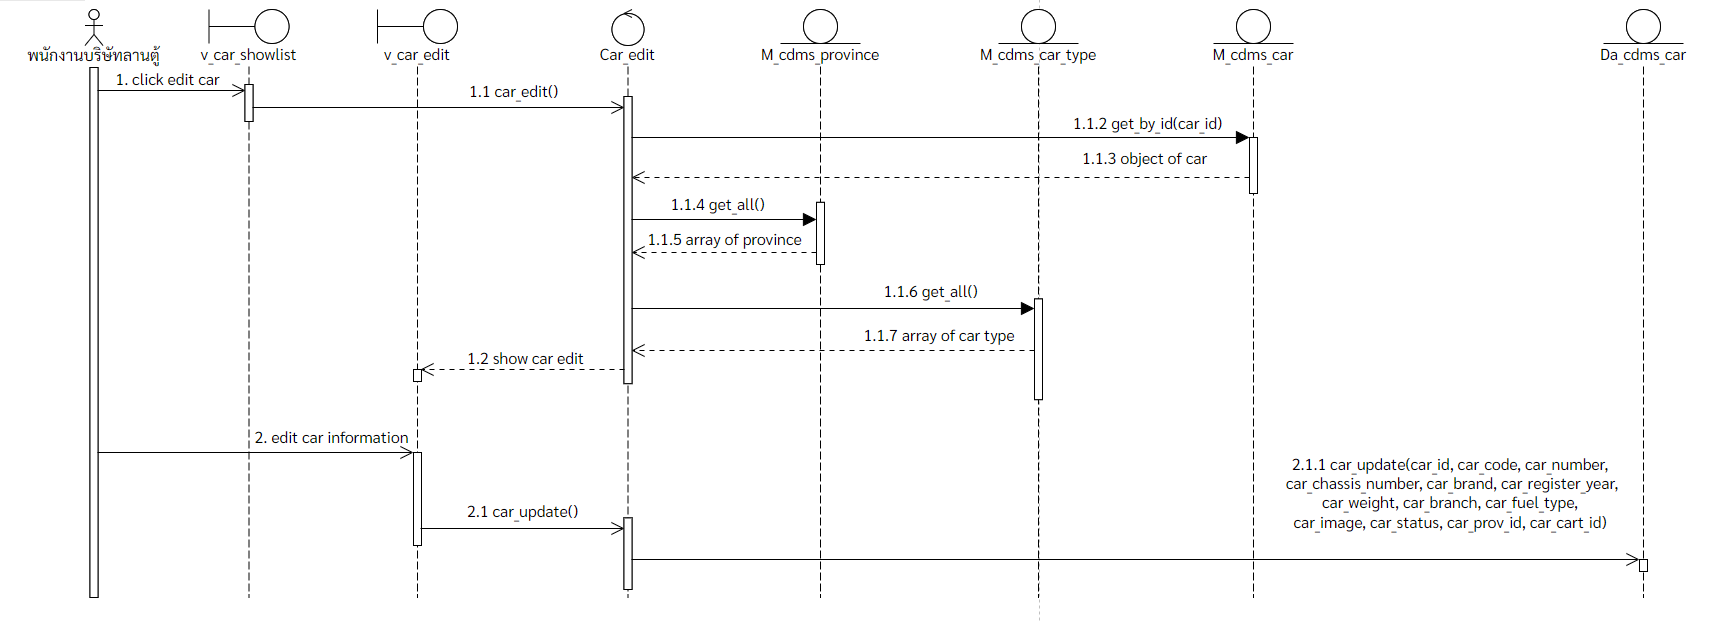 พนักงานบริษัทลานตู้
v_car_showlist
v_car_edit
Car_edit
M_cdms_province
M_cdms_car_type
M_cdms_car
Da_cdms_car
1. click edit car
1.1 car_edit()
1.1.2 get_by_id(car_id)
1.1.3 object of car
1.1.4 get_all()
1.1.5 array of province
1.1.6 get_all()
1.1.7 array of car type
1.2 show car edit
2. edit car information
2.1.1 car_update(car_id, car_code, car_number,
car_chassis_number, car_brand, car_register_year,
car_weight, car_branch, car_fuel_type,
car_image, car_status, car_prov_id, car_cart_id)
2.1 car_update()